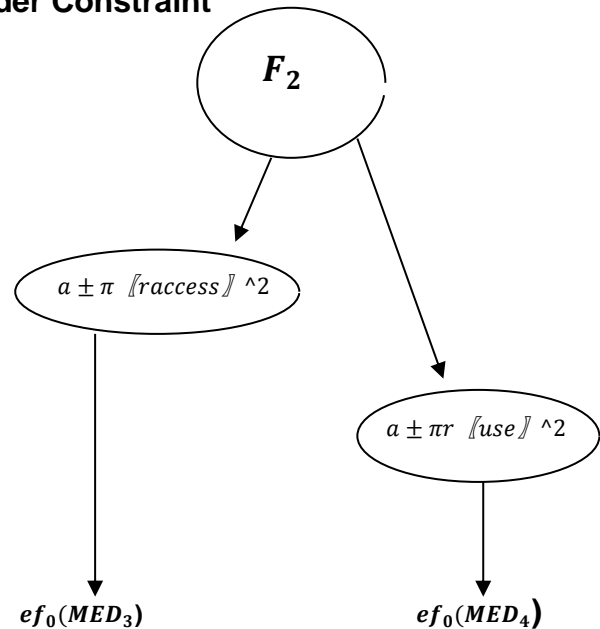 der Constraint
F₂
a ± π 〖raccess〗 ^2
a ± πr 〖use〗 ^2
ef₀(MED₃)
ef₀(MED₄)